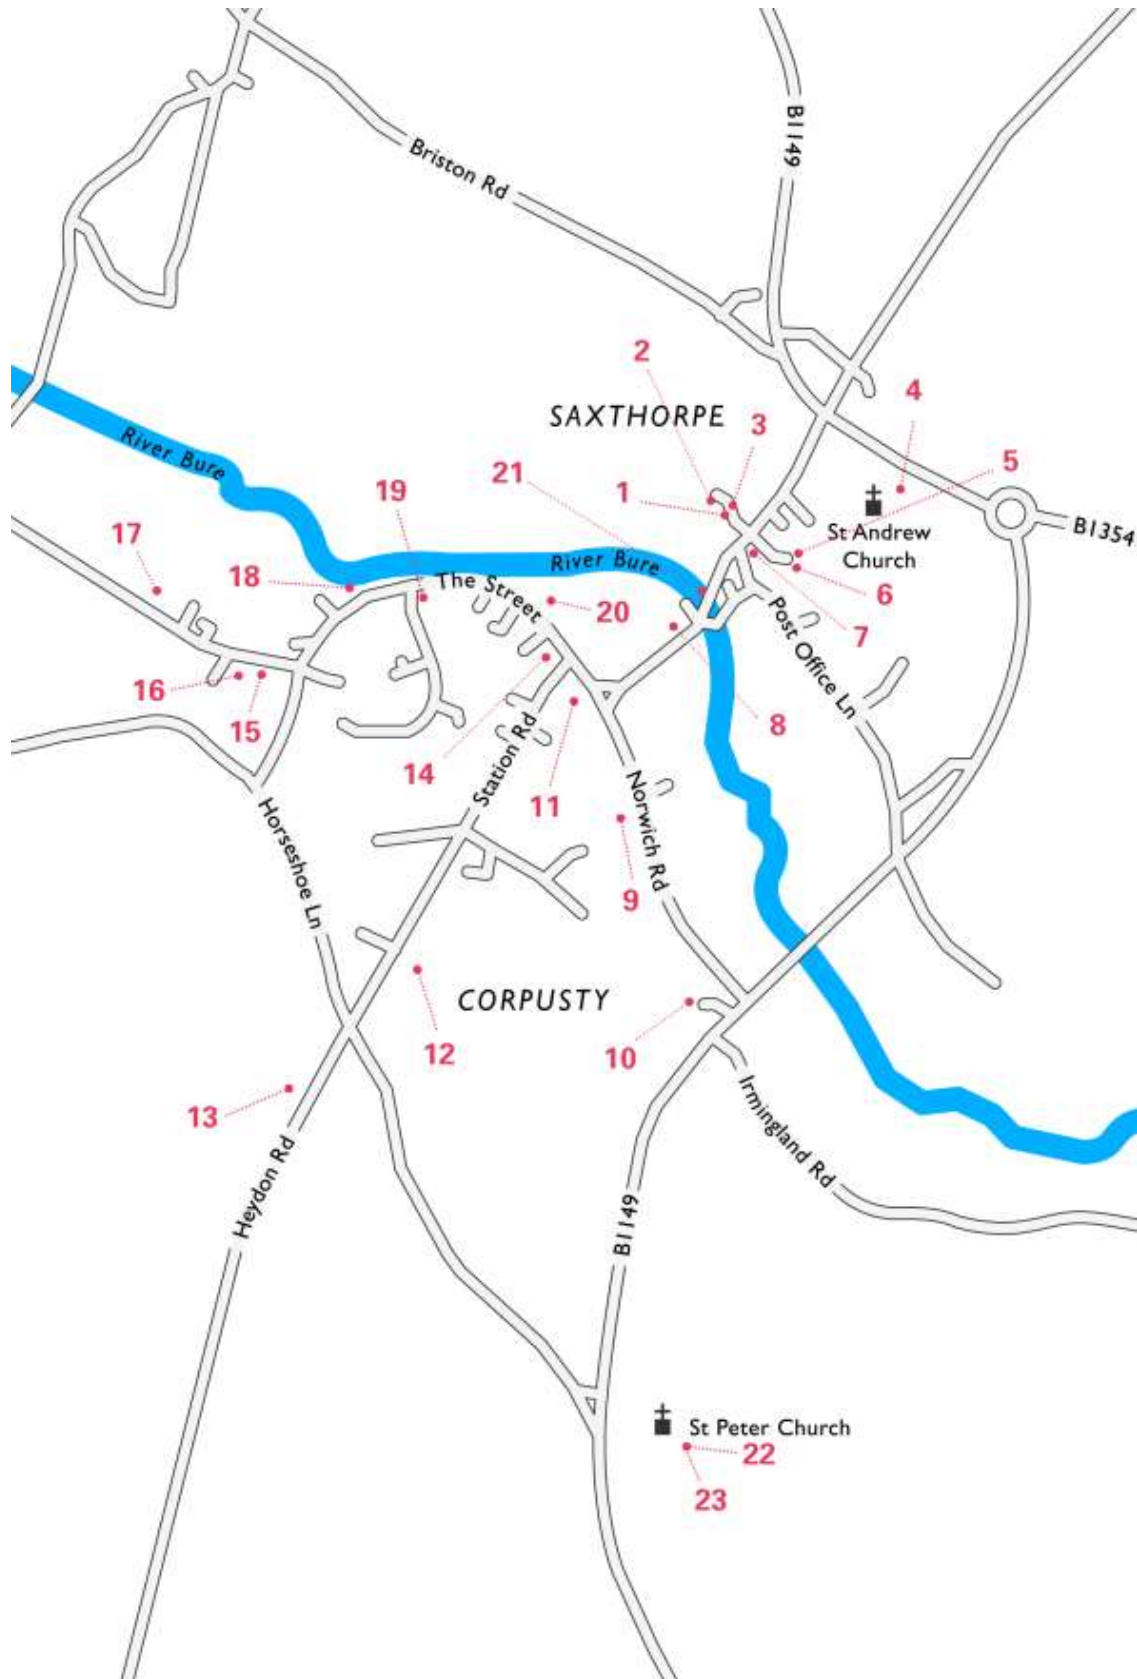 B1149
Briston Rd
2
SAXTHORPE
4
3
5
21
1
19
River Bure
B1354
St Andrew
Church
17
River Bure
18
The Street
20
6
Post Office Ln
7
16
15
8
14
Station Rd
11
Norwich Rd
Horseshoe Ln
9
CORPUSTY
12
10
13
Irmingland Rd
Heydon Rd
B1149
St Peter Church
22
23